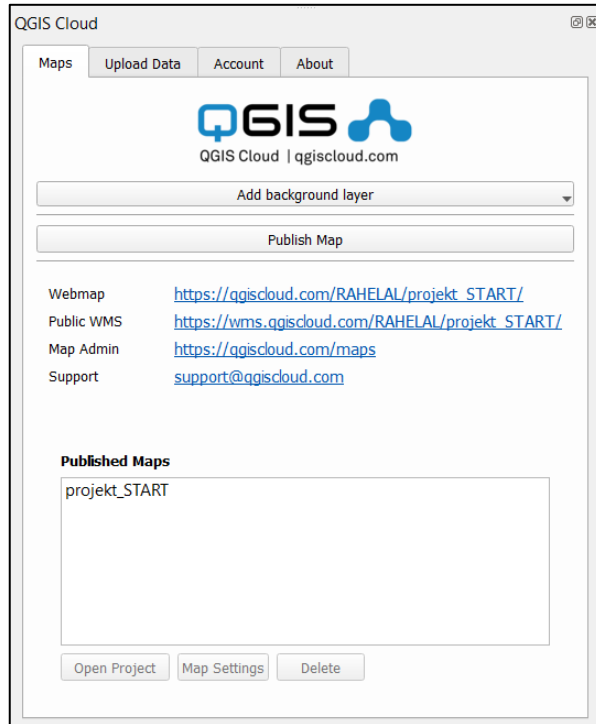 QGIS Cloud
Maps Upload Data Account About
QGIS
QGIS Cloud | qgiscloud.com
Add background layer
Publish Map
Webmap https://qgiscloud.com/RAHELAL/projekt_START/
Public WMS https://wms.qgiscloud.com/RAHELAL/projekt_START/
Map Admin https://qgiscloud.com/maps
Support support@qgiscloud.com
Published Maps
projekt_START
Open Project Map Settings Delete